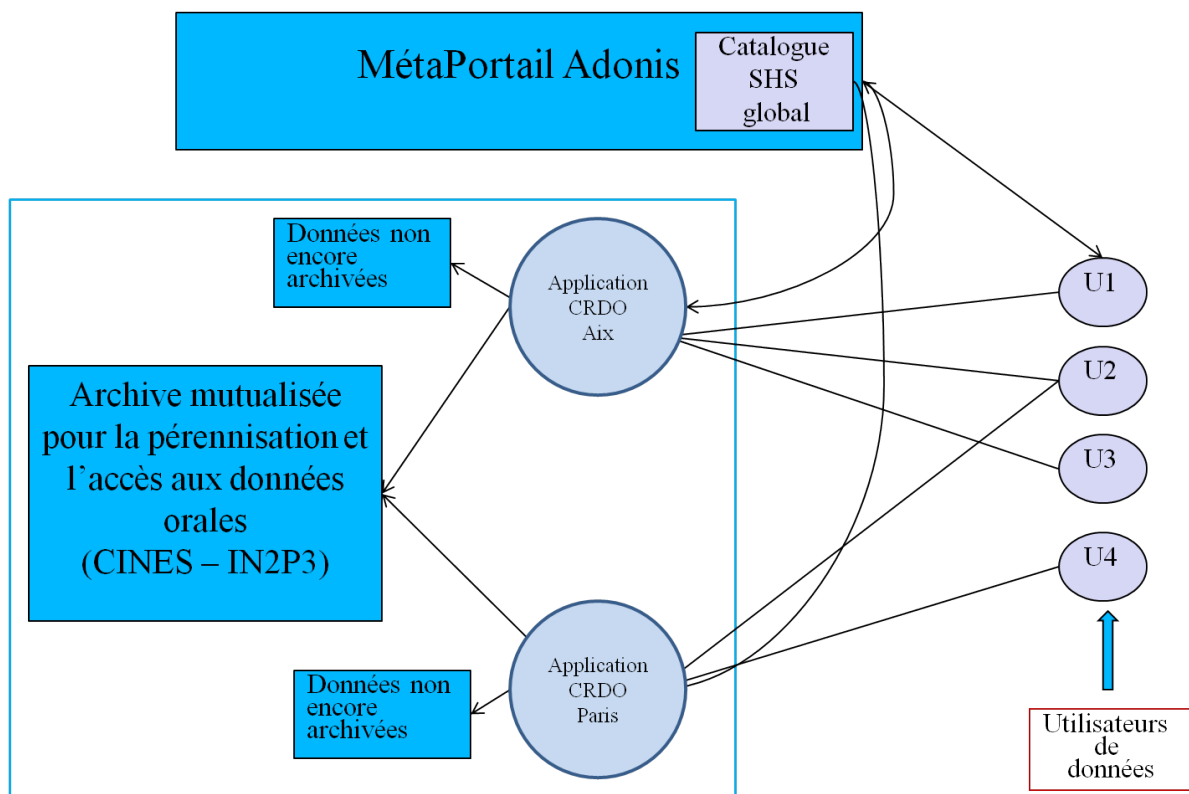 MétaPortail Adonis
Catalogue
SHS
global
Données non
encore
archivées
Application
CRDO
Aix
U1
U2
U3
U4
Archive mutualisée
pour la pérennisation et
l’accès aux données
orales
(CINES – IN2P3)
Application
CRDO
Paris
Données non
encore
archivées
Utilisateurs
de
données